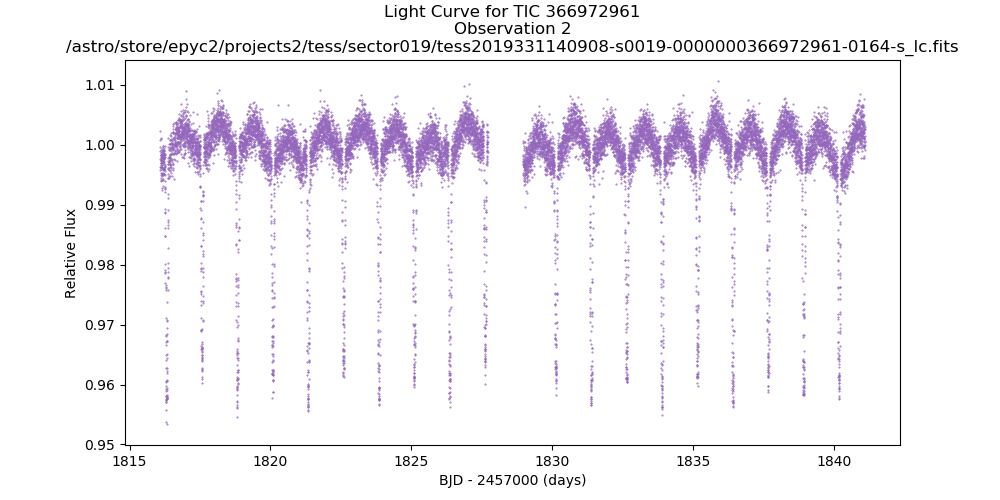 Light Curve for TIC 366972961
Observation 2
/astro/store/epyc2/projects2/tess/sector019/tess2019331140908-s0019-0000000366972961-0164-s_lc.fits
1.01
1.00
0.99
0.98
0.97
0.96
0.95
Relative Flux
1815
1820
1825
1830
1835
1840
BJD - 2457000 (days)